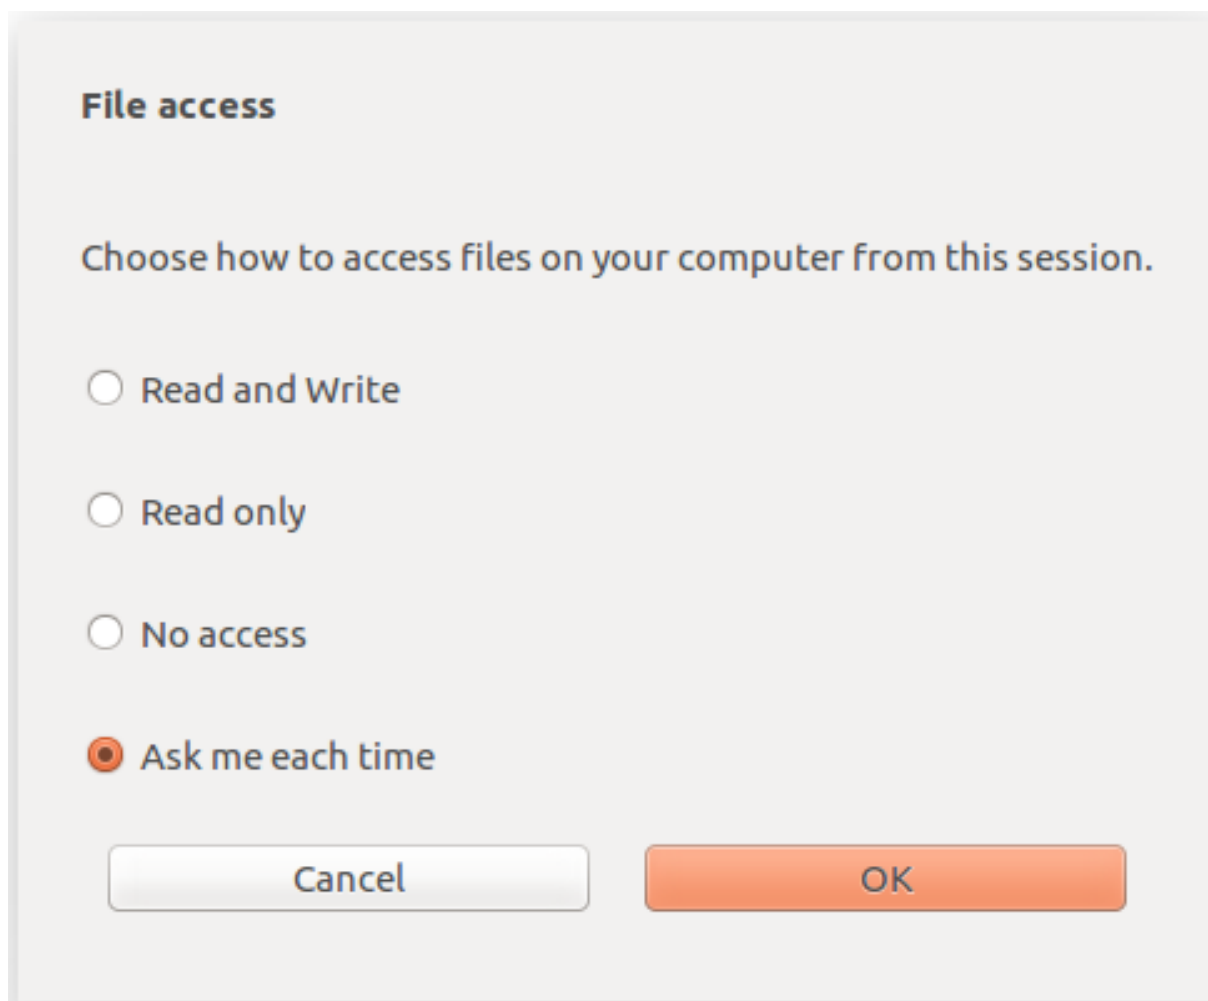 File access
Choose how to access files on your computer from this session.
Read and Write
Read only
No access
Ask me each time
Cancel
OK